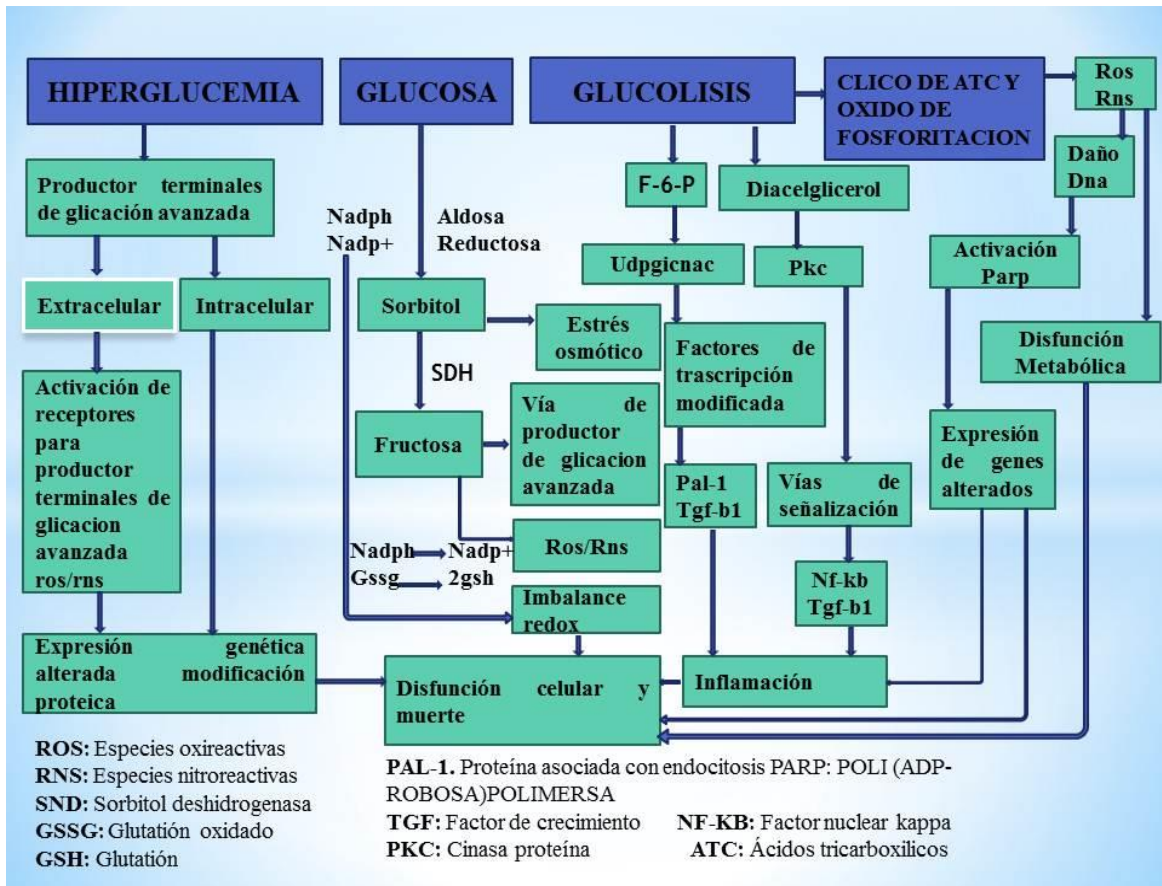 HIPERGLUCEMIA
GLUCOSA
GLUCOLISIS
CLICO DE ATC Y
OXIDO DE
FOSFORITACION
Ros
Rns
Productor terminales
de glicación avanzada
Nadph
Nadp+
Aldosa
Reductosa
F-6-P
Diacelglicerol
Daño
Dna
Extracelular
Intracelular
Sorbitol
Estrés
osmótico
Udpgicnac
Pkc
Activación
Parp
Disfunción
Metabólica
SDH
Factores de
trascripción
modificada
Activación de
receptores
para
productor
terminales de
glicacion
avanzada
ros/rns
Fructosa
Vía de
productor
de glicacion
avanzada
Pal-1
Tgf-b1
Vías de
señalización
Expresión
de genes
alterados
Nadph
Gssg
Nadp+
2gsh
Ros/Rns
Imbalance
redox
Nf-kb
Tgf-b1
Expresión genética
alterada modificación
proteica
Disfunción celular y
muerte
Inflamación
ROS: Especies oxireactivas
RNS: Especies nitroreactivas
SND: Sorbitol deshidrogenasa
GSSG: Glutatión oxidado
GSH: Glutatión
PAL-1. Proteína asociada con endocitosis PARP: POLI (ADP-
ROBOSA)POLIMERSA
TGF: Factor de crecimiento NF-KB: Factor nuclear kappa
PKC: Cinasa proteína ATC: Ácidos tricarboxilicos